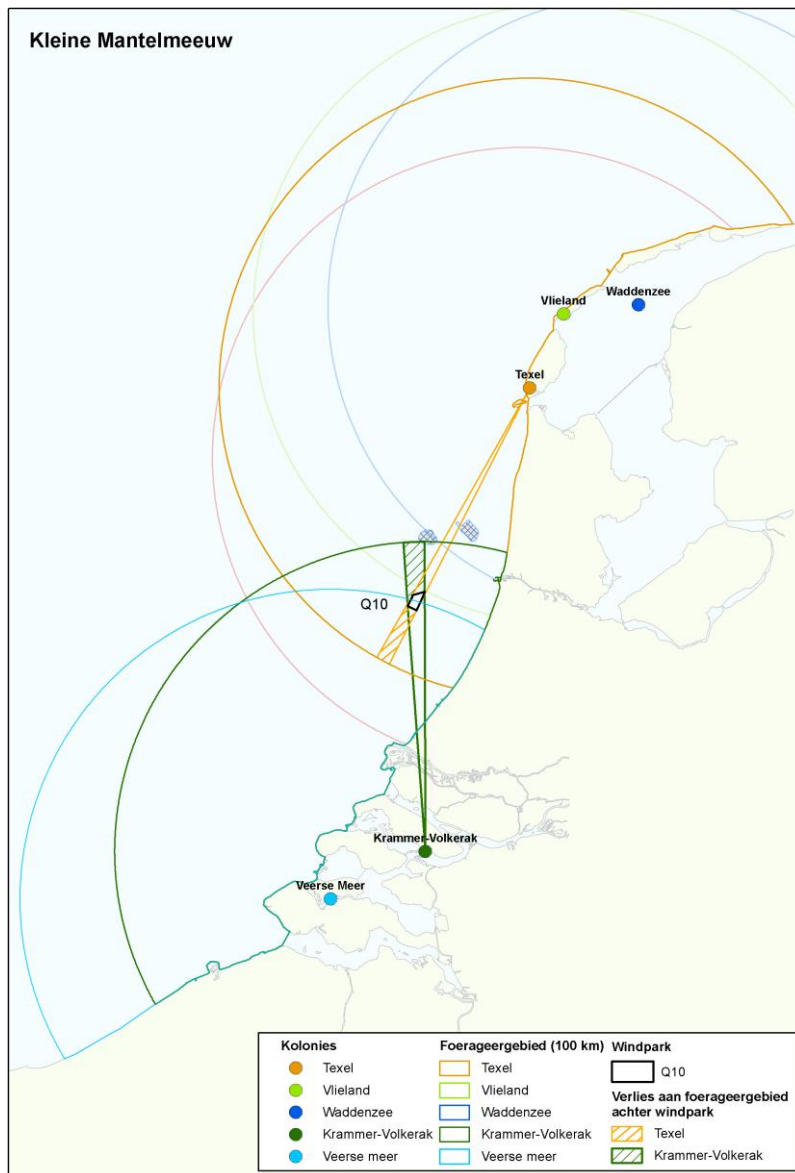 Kleine Mantelmeeuw
Waddenzee
Vlieland
Texel
Q10
Krammer-Volkerak
Veerse Meer
Kolonies
Texel
Vlieland
Waddenzee
Krammer-Volkerak
Veerse meer
Foerageergebied (100 km)
Texel
Vlieland
Waddenzee
Krammer-Volkerak
Veerse meer
Windpark
Q10
Verlies aan foerageergebied
achter windpark
Texel
Krammer-Volkerak